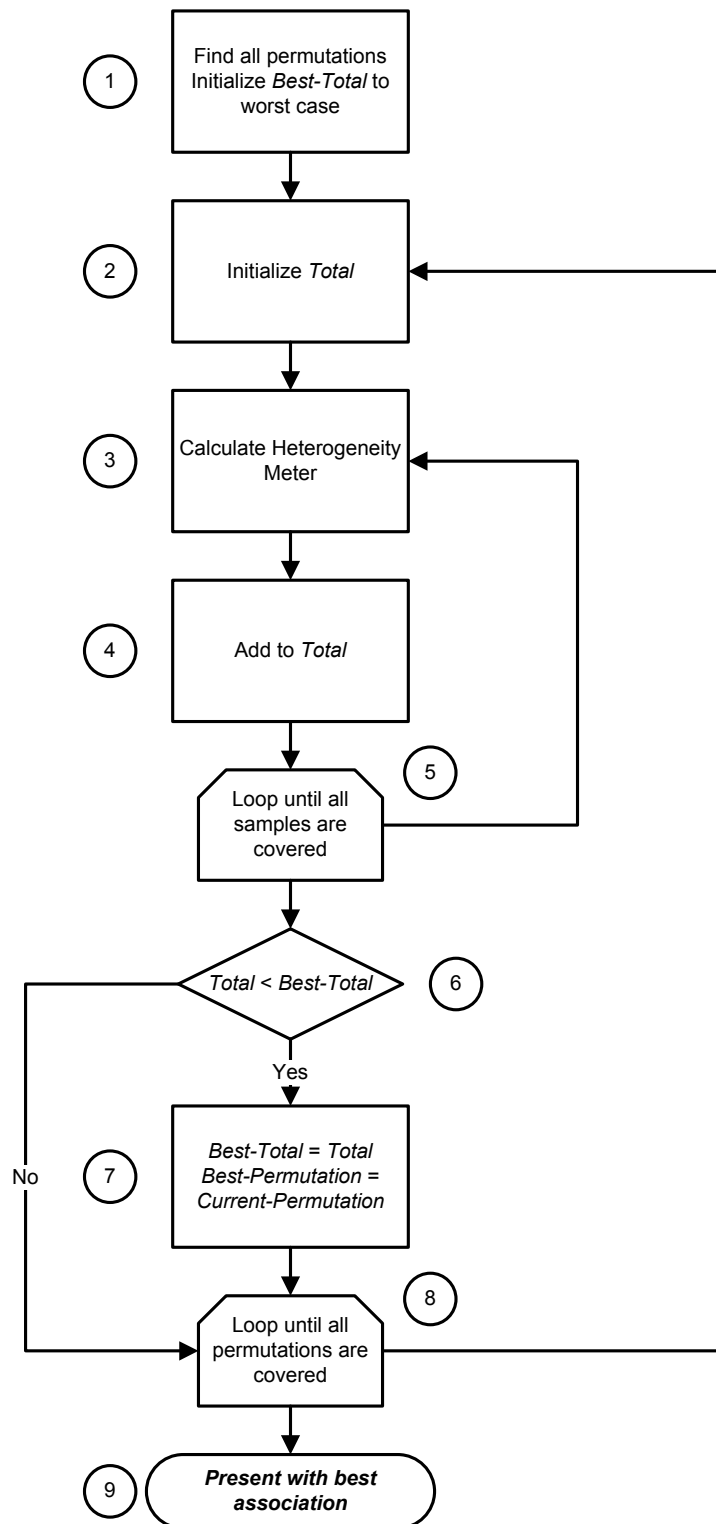 1
Find all permutations
Initialize Best-Total to
worst case
2
Initialize Total
3
Calculate Heterogeneity
Meter
4
Add to Total
5
Loop until all
samples are
covered
Total < Best-Total
6
Yes
No
7
Best-Total = Total
Best-Permutation =
Current-Permutation
8
Loop until all
permutations are
covered
9
Present with best
association